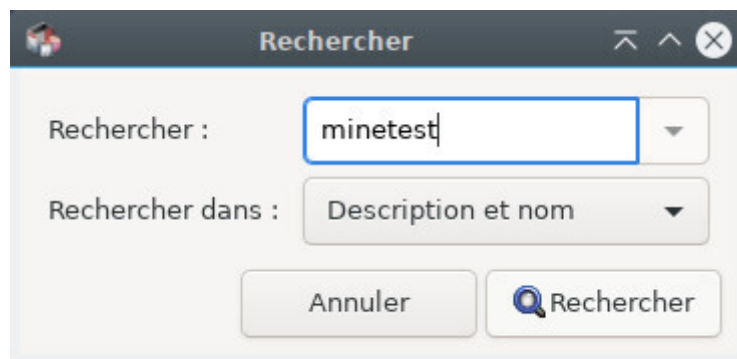 Rechercher
Rechercher : minetest
Rechercher dans : Description et nom
Annuler Rechercher